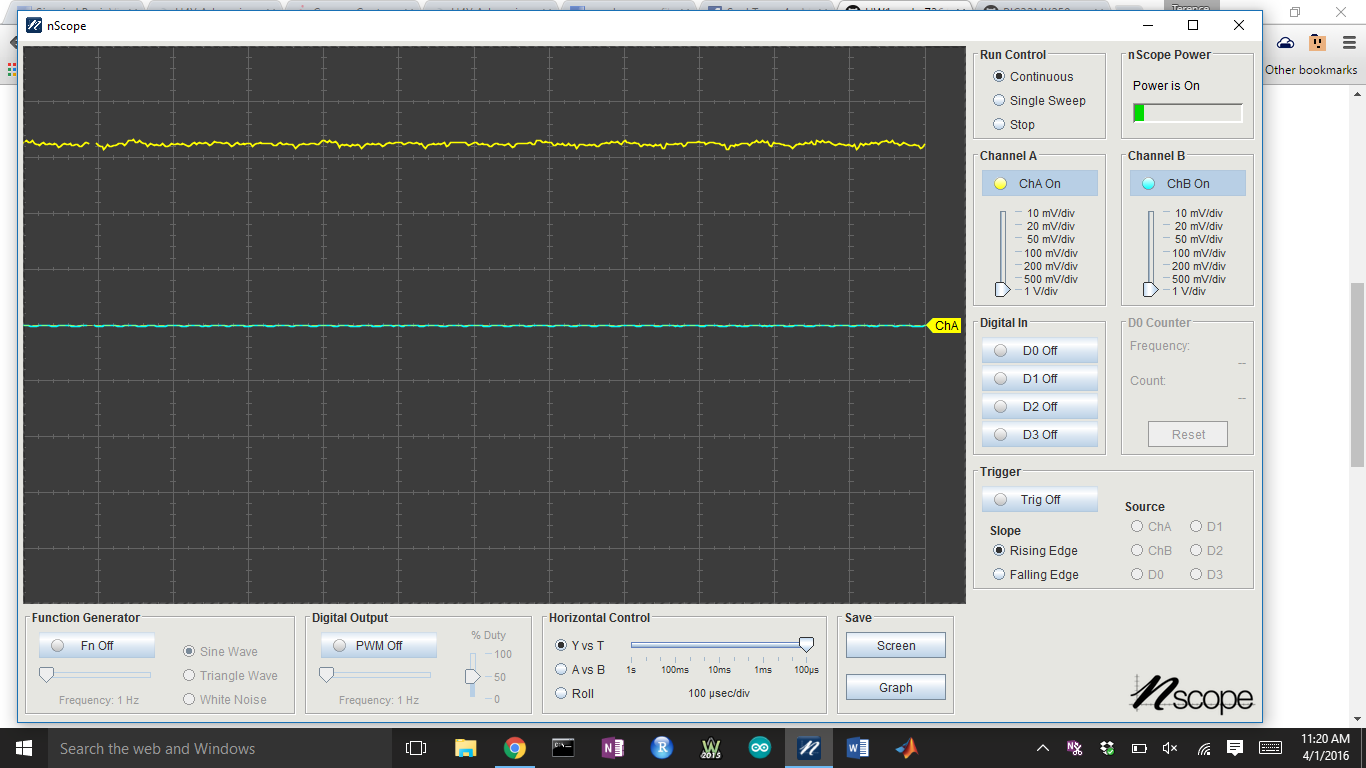 nScope
Other bookmarks
Run Control
Continuous
Single Sweep
Stop
nScope Power
Power is On
Channel A
ChA On
10 mV/div
20 mV/div
50 mV/div
100 mV/div
200 mV/div
500 mV/div
1 V/div
Channel B
ChB On
10 mV/div
20 mV/div
50 mV/div
100 mV/div
200 mV/div
500 mV/div
1 V/div
ChA
Digital In
D0 Off
D1 Off
D2 Off
D3 Off
D0 Counter
Frequency:
--
Count:
--
Reset
Trigger
Trig Off
Slope
Rising Edge
Falling Edge
Source
ChA D1
ChB D2
D0 D3
Function Generator
Fn Off
Frequency: 1 Hz
Sine Wave
Triangle Wave
White Noise
Digital Output
PWM Off
Frequency: 1 Hz
% Duty
100
50
0
Horizontal Control
Y vs T
A vs B
Roll
1s 100ms 10ms 1ms 100µs
100 µsec/div
Save
Screen
Graph
nscope
Search the web and Windows
2015
11:20 AM
4/1/2016